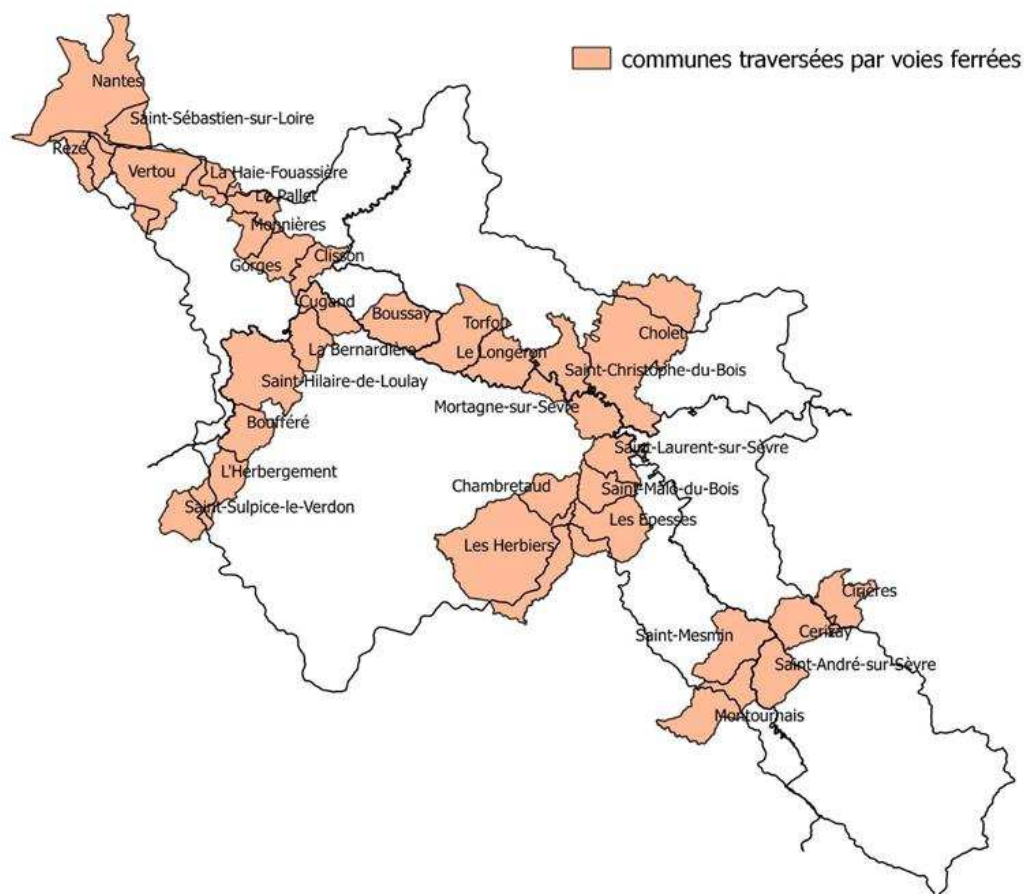 communes traversées par voies ferrées
Nantes
Saint-Sébastien-sur-Loire
Rezé
Vertou
La Haie-Fouassière
Le Pallet
Monnières
Clisson
Gorges
Cugand
Boussay
Torfou
Cholet
La Bernardière
Le Longeron
Saint-Christophe-du-Bois
Saint-Hilaire-de-Loulay
Mortagne-sur-Sèvre
Boufféré
Saint-Laurent-sur-Sèvre
L'Herbergement
Chambretaud
Saint-Malo-du-Bois
Saint-Sulpice-le-Verdon
Les Epesses
Les Herbiers
Cirières
Saint-Mesmin
Cerizay
Saint-André-sur-Sèvre
Montournais